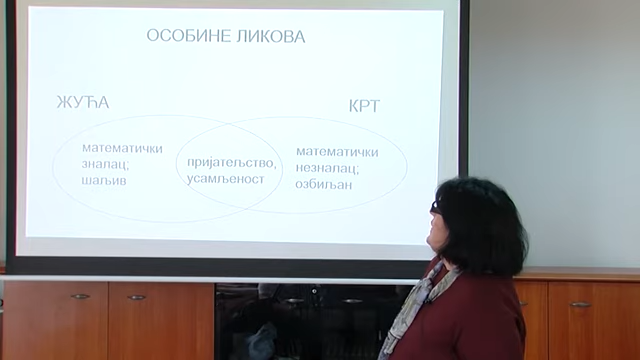 ОСОБИНЕ ЛИКОВА
ЖУЋА
КРТ
математички
зналац;
шаљив
пријатељство,
усамљеност
математички
незналац;
озбиљан